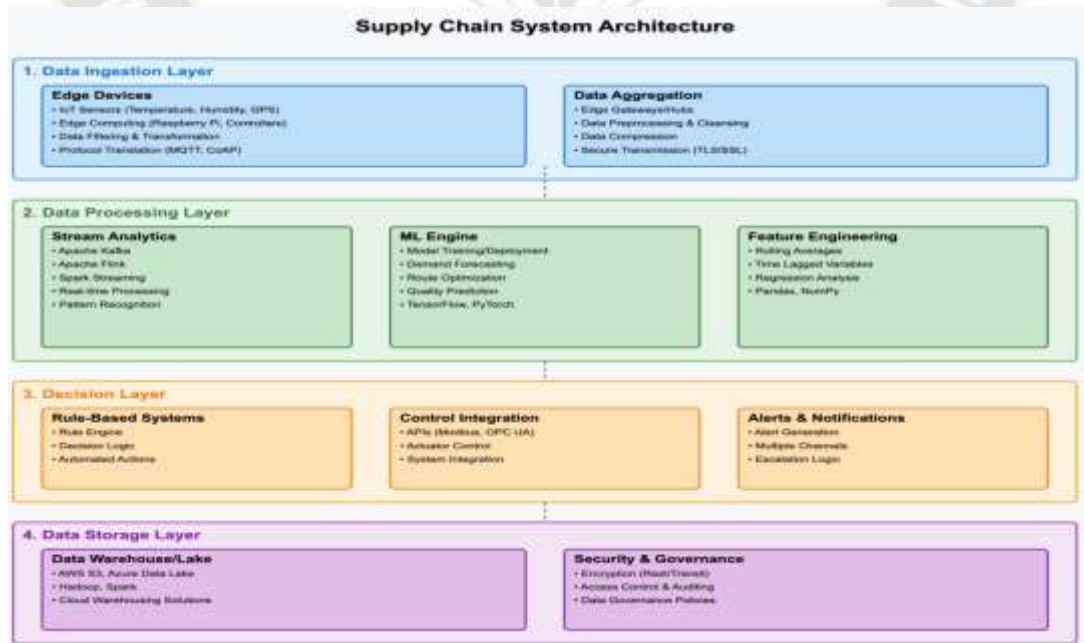 Supply Chain System Architecture
1. Data Ingestion Layer
Edge Devices
• IoT Sensors (Temperature, Humidity, GPS)
• Edge Computing (Raspberry Pi, Controllers)
• Data Filtering & Transformation
• Protocol Translation (MQTT, CoAP)
Data Aggregation
• Edge Gateways/Hubs
• Data Preprocessing & Cleansing
• Data Compression
• Secure Transmission (TLS/SSL)
2. Data Processing Layer
Stream Analytics
• Apache Kafka
• Apache Flink
• Spark Streaming
• Real-time Processing
• Pattern Recognition
ML Engine
• Model Training/Deployment
• Demand Forecasting
• Route Optimization
• Quality Prediction
• TensorFlow, PyTorch
Feature Engineering
• Rolling Averages
• Time Lagged Variables
• Regression Analysis
• Pandas, NumPy
3. Decision Layer
Rule-Based Systems
• Rule Engine
• Decision Logic
• Automated Actions
Control Integration
• APIs (Modbus, OPC UA)
• Actuator Control
• System Integration
Alerts & Notifications
• Alert Generation
• Multiple Channels
• Escalation Logic
4. Data Storage Layer
Data Warehouse/Lake
• AWS S3, Azure Data Lake
• Hadoop, Spark
• Cloud Warehousing Solutions
Security & Governance
• Encryption (Rest/Transit)
• Access Control & Auditing
• Data Governance Policies